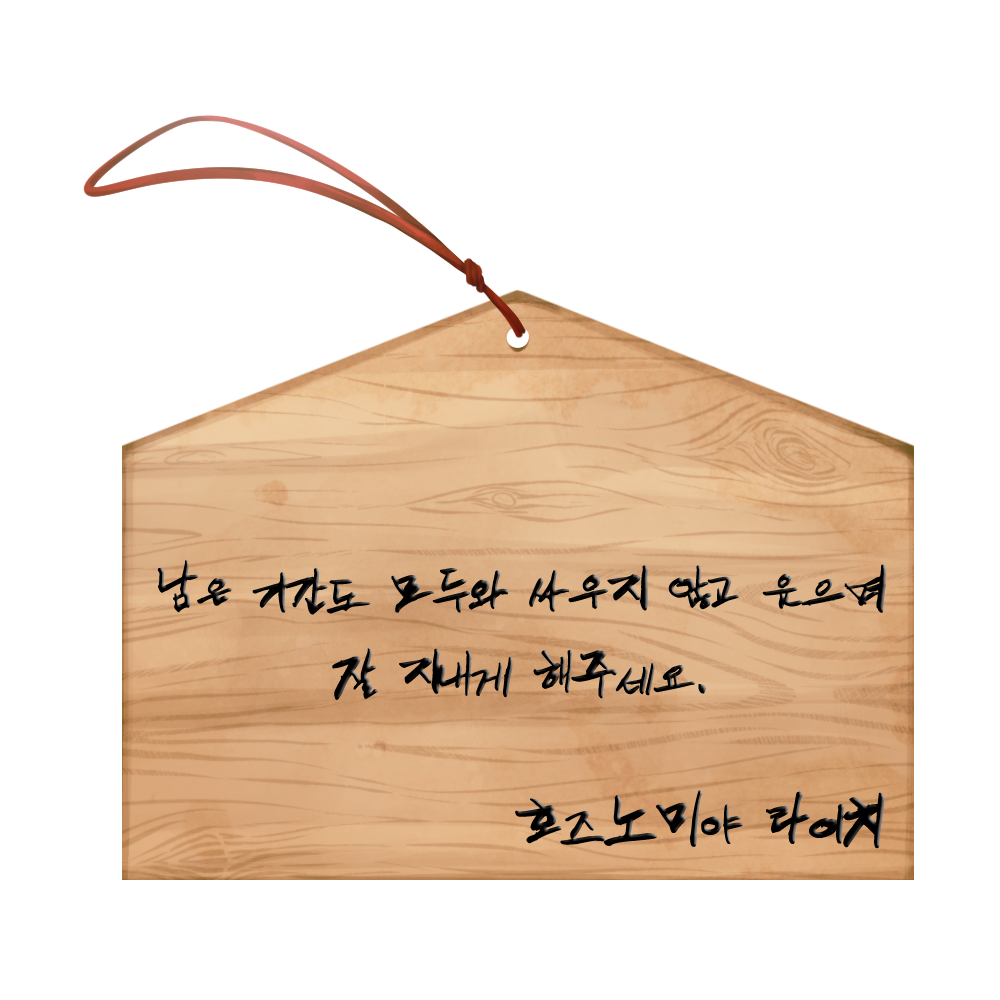 남은 기간도 모두와 싸우지 않고 웃으며
잘 지내게 해주세요.
호즈노미야 라이쳐